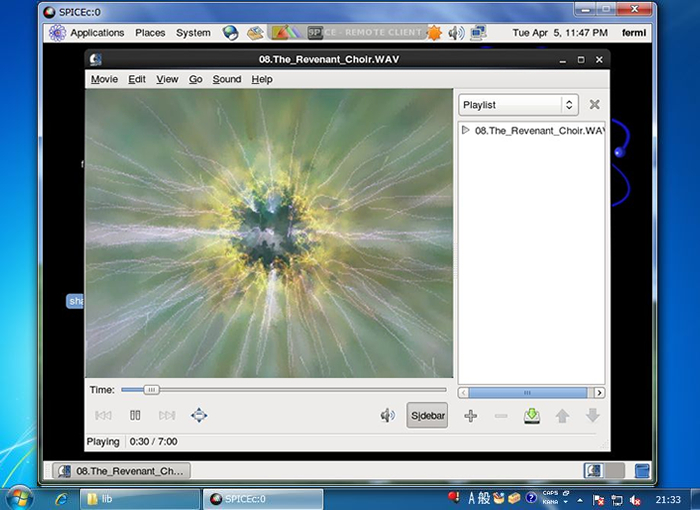 SPICEc:0
Applications Places System
SPICE - REMOTE CLIENT
Tue Apr 5, 11:47 PM fermi
08.The_Revenant_Choir.WAV
Movie Edit View Go Sound Help
Playlist
08.The_Revenant_Choir.WAV
sha
Time:
Sidebar
Playing 0:30 / 7:00
08.The_Revenant_Ch...
lib
SPICEc:0
A 般
CAPS
KANA
21:33